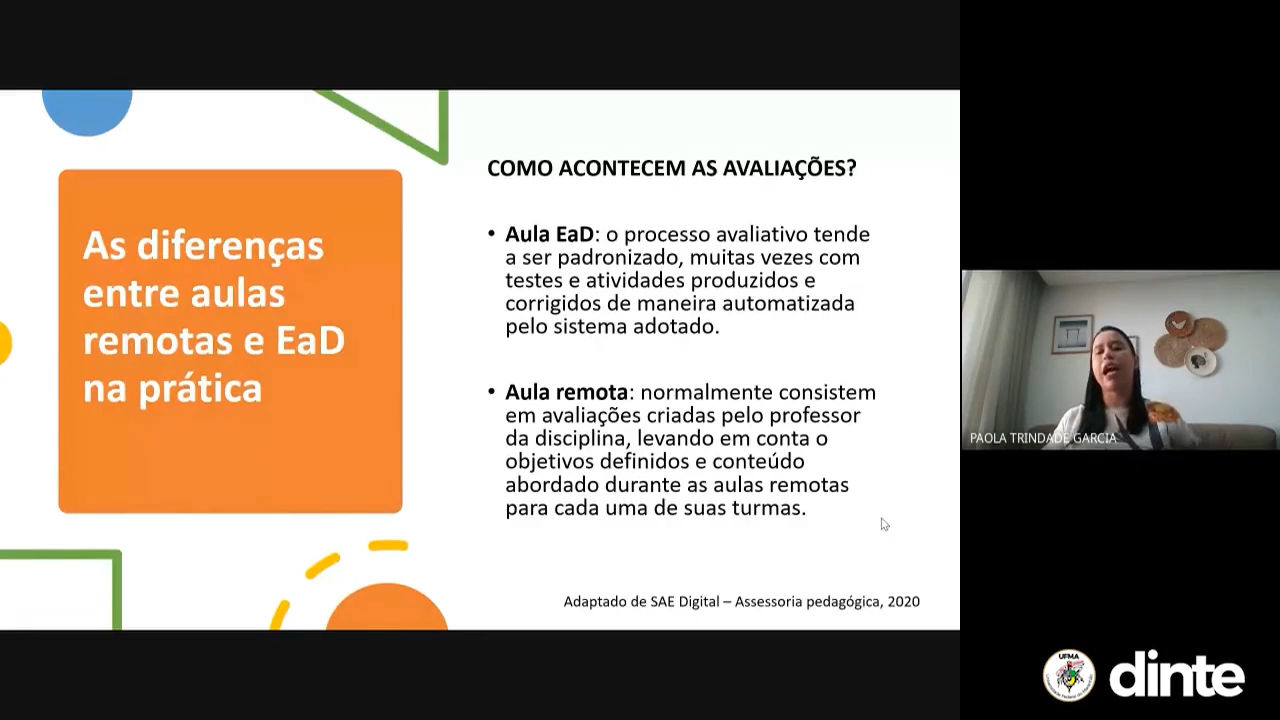 As diferenças
entre aulas
remotas e EaD
na prática
COMO ACONTECEM AS AVALIAÇÕES?
• Aula EaD: o processo avaliativo tende
a ser padronizado, muitas vezes com
testes e atividades produzidos e
corrigidos de maneira automatizada
pelo sistema adotado.
• Aula remota: normalmente consistem
em avaliações criadas pelo professor
da disciplina, levando em conta o
objetivos definidos e conteúdo
abordado durante as aulas remotas
para cada uma de suas turmas.
Adaptado de SAE Digital – Assessoria pedagógica, 2020
PAOLA TRINDADE GARCIA
UFMA
dinte